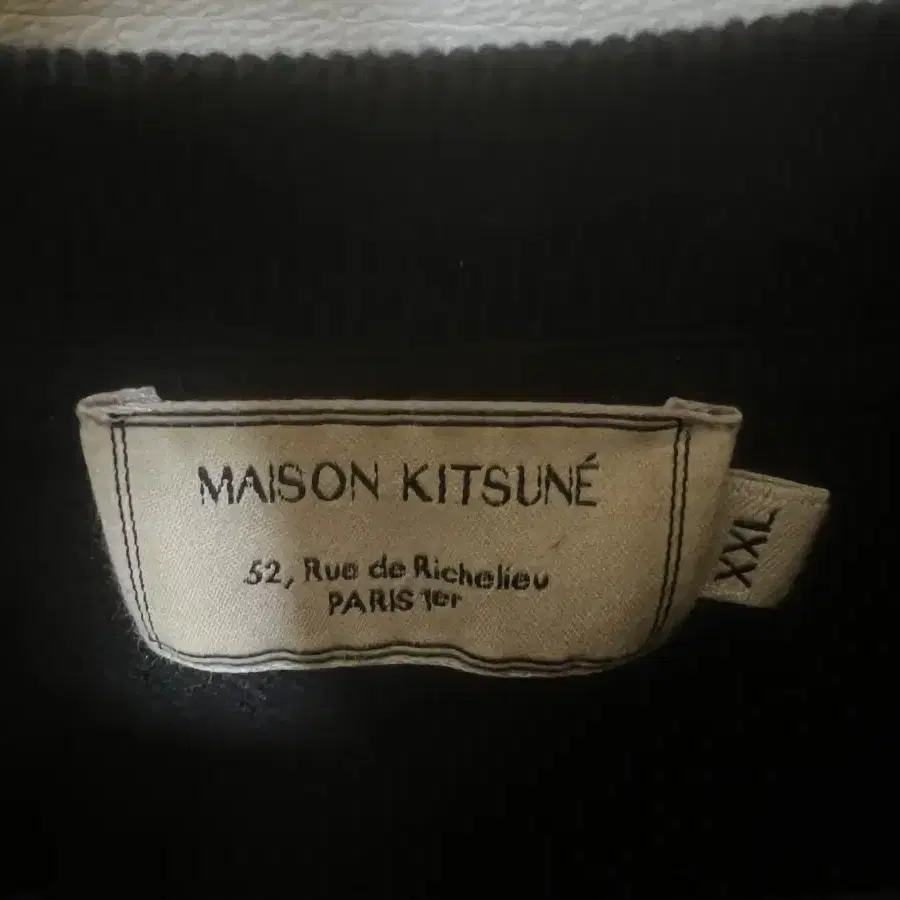 MAISON KITSUNÉ
52, Rue de Richelieu
PARIS 1er
XXL